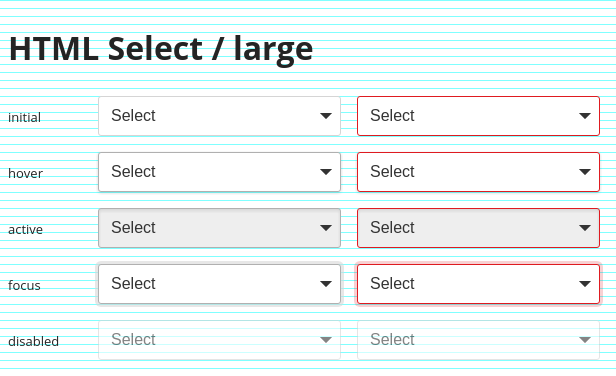 HTML Select / large
initial Select Select
hover Select Select
active Select Select
focus Select Select
disabled Select Select